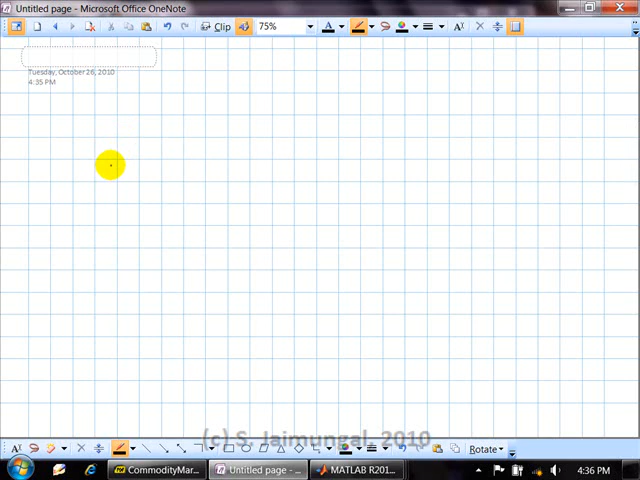 Untitled page - Microsoft Office OneNote
Clip 75% A
Tuesday, October 26, 2010
4:35 PM
(c) S. Jaimungal, 2010
Rotate
CommodityMar... Untitled page - ... MATLAB R201... 4:36 PM